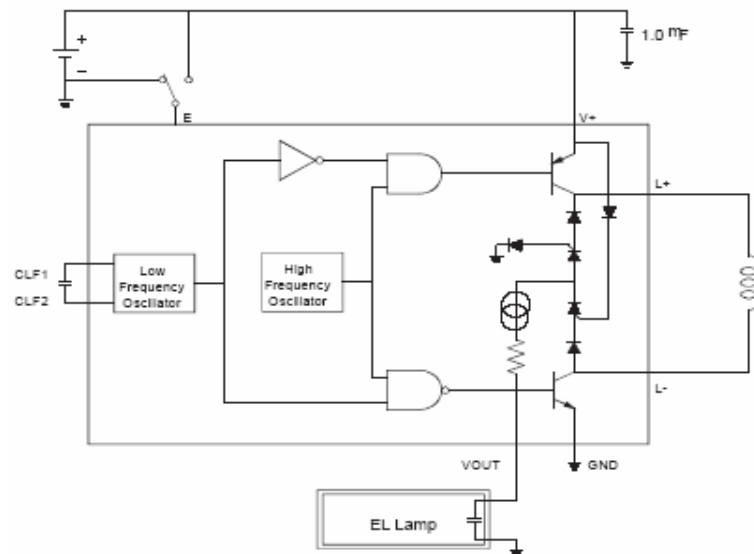 +
1.0 mF
−
E
V+
L+
CLF1
CLF2
Low
Frequency
Oscillator
High
Frequency
Oscillator
L-
VOUT
GND
EL Lamp